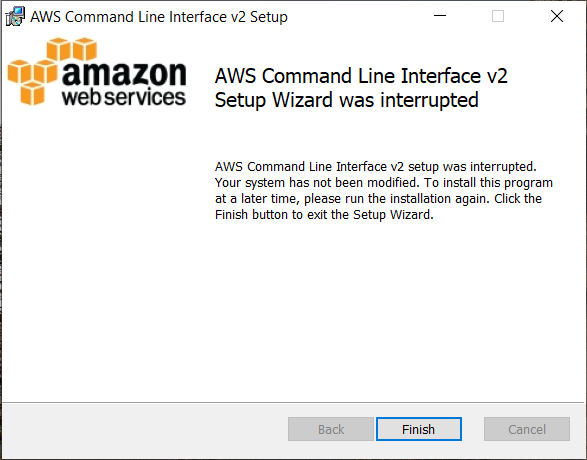 AWS Command Line Interface v2 Setup
amazon
webservices
AWS Command Line Interface v2
Setup Wizard was interrupted
AWS Command Line Interface v2 setup was interrupted.
Your system has not been modified. To install this program
at a later time, please run the installation again. Click the
Finish button to exit the Setup Wizard.
Back
Finish
Cancel